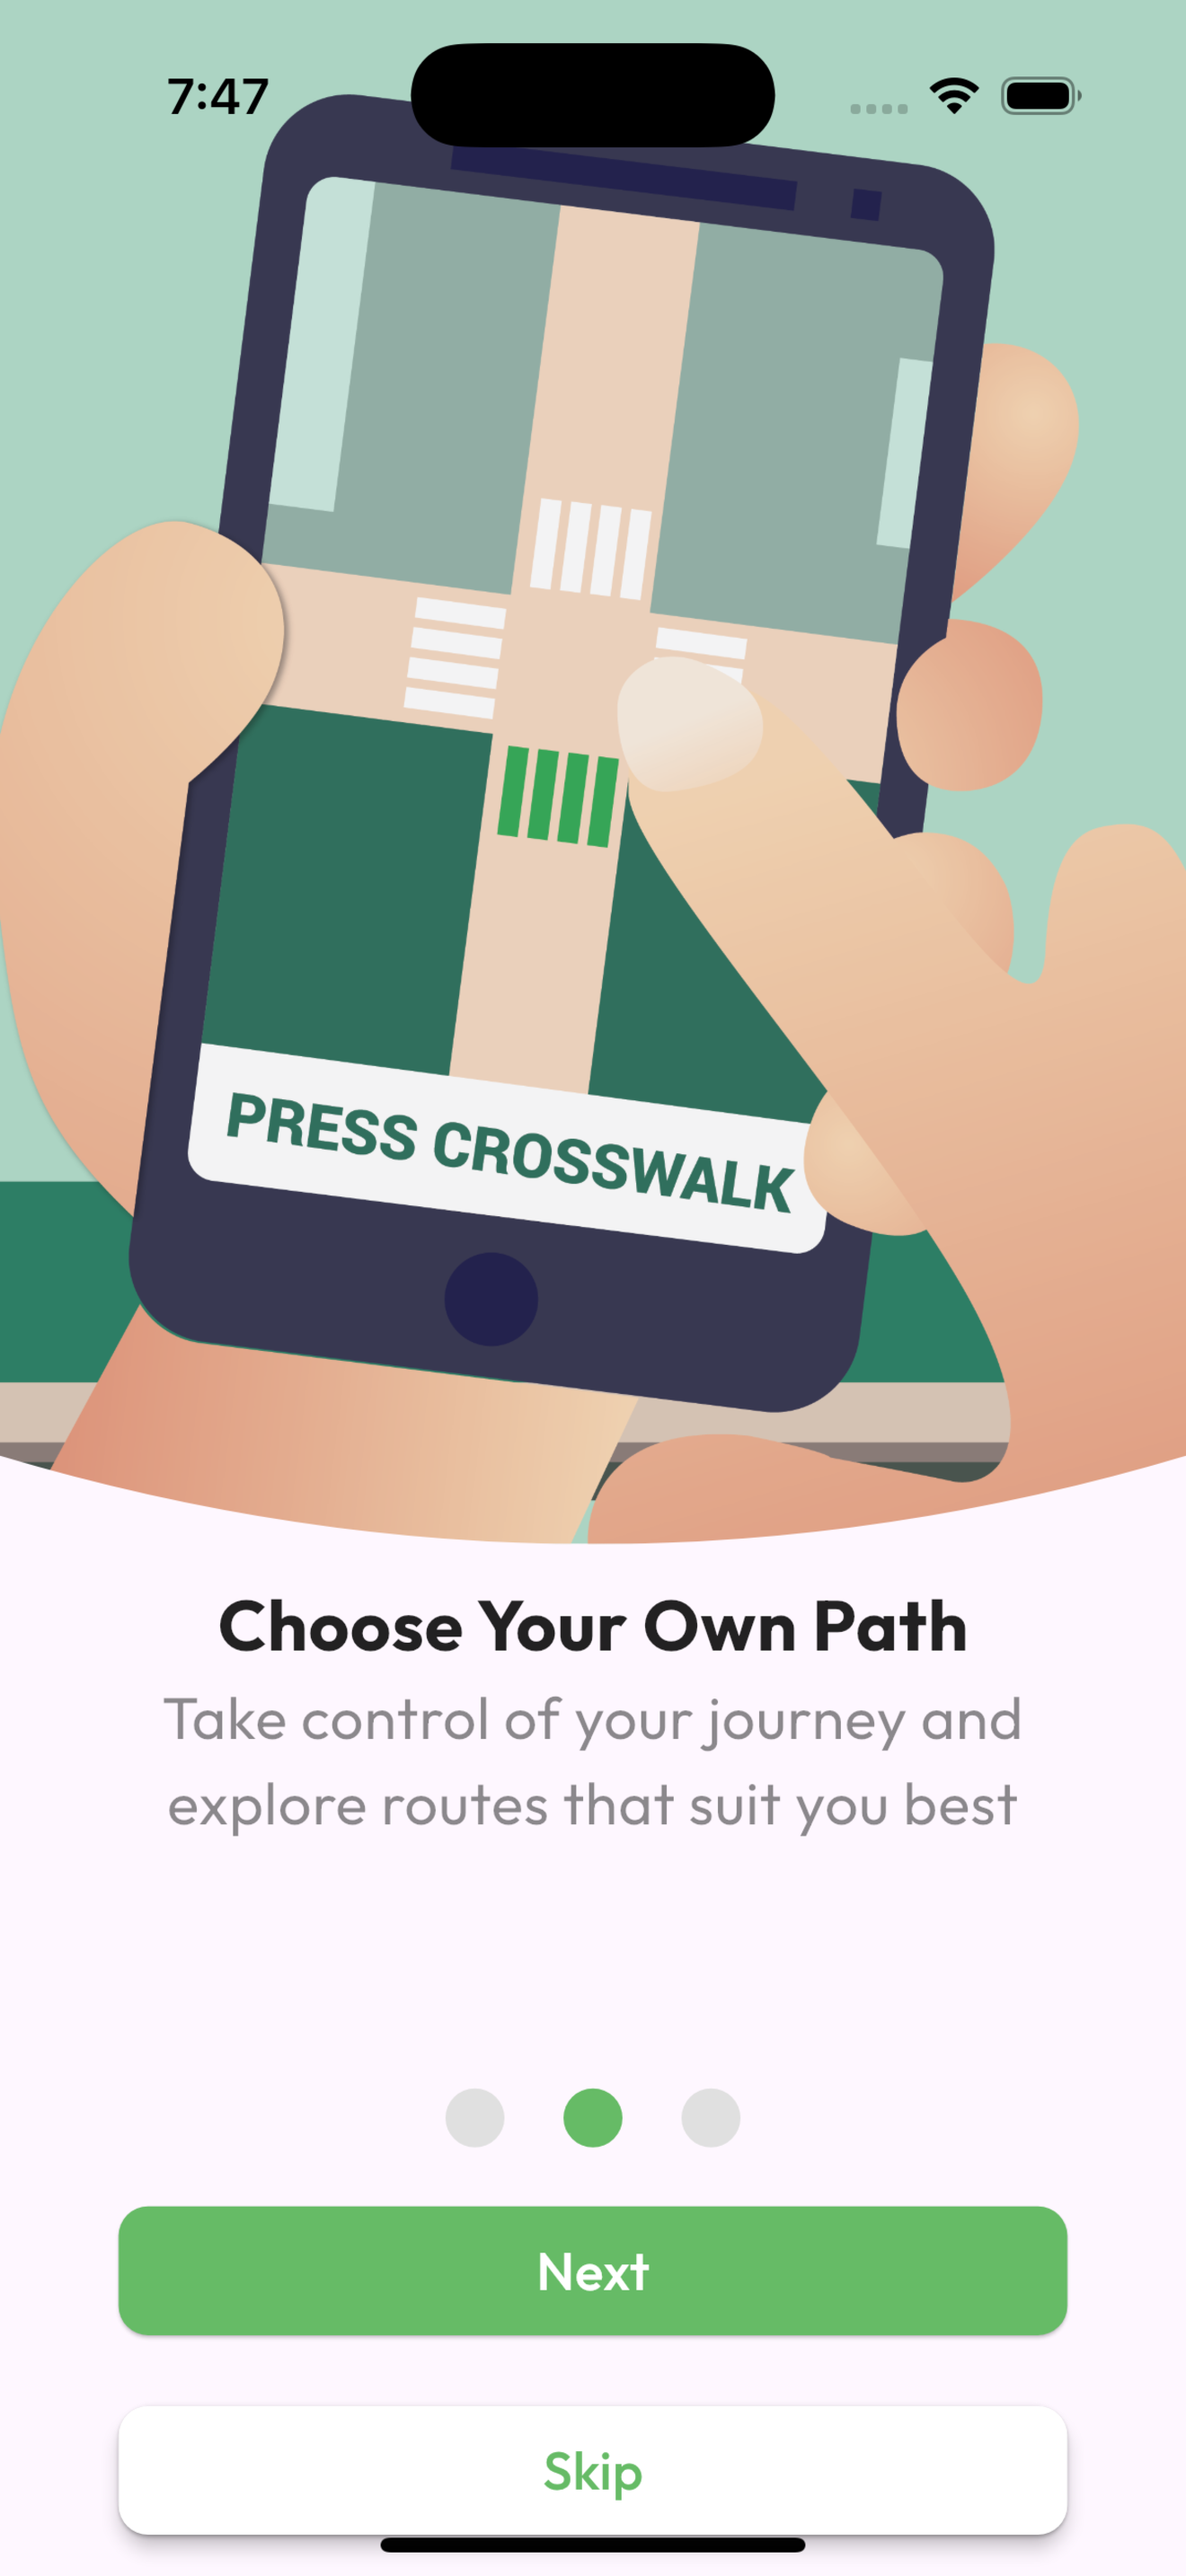 7:47
PRESS CROSSWALK
Choose Your Own Path
Take control of your journey and
explore routes that suit you best
Next
Skip